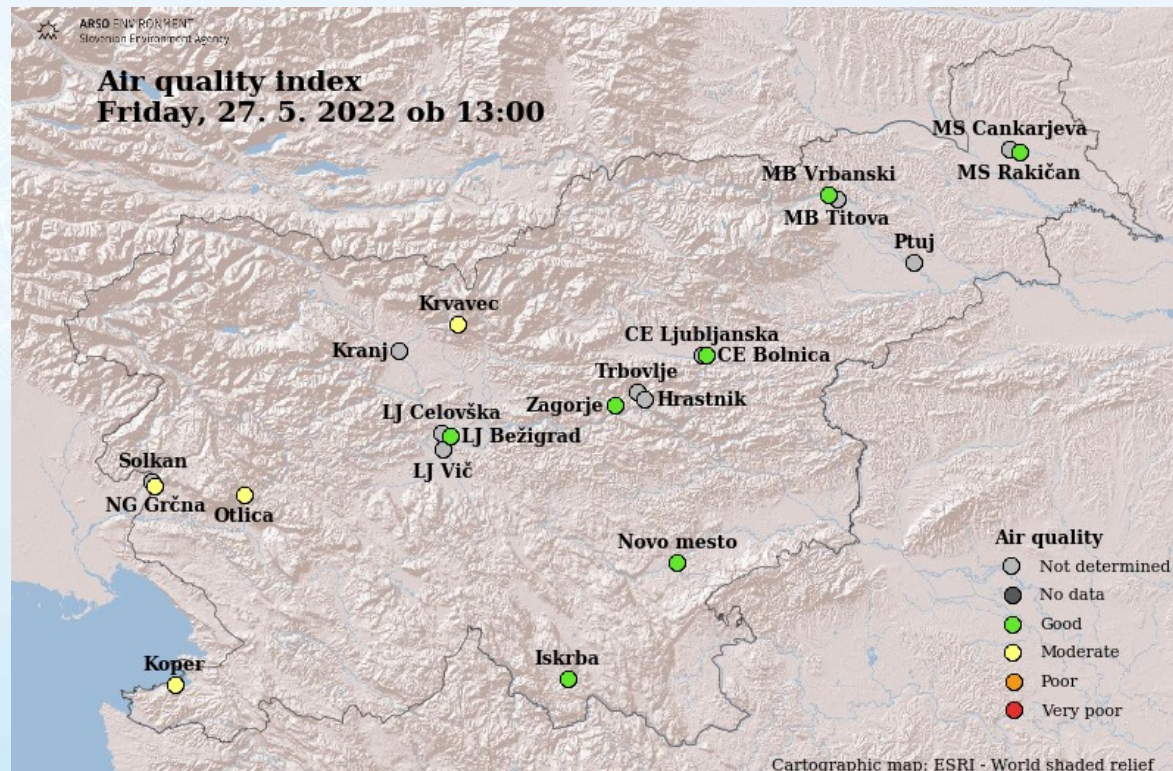 ARSO ENVIRONMENT
Slovenian Environment Agency
Air quality index
Friday, 27. 5. 2022 ob 13:00
MS Cankarjeva
MS Rakičan
MB Vrbanski
MB Titova
Ptuj
Krvavec
Kranj
CE Ljubljanska
CE Bolnica
Trbovlje
Hrastnik
Zagorje
LJ Celovška
LJ Bežigrad
LJ Vič
Solkan
NG Grčna
Otlica
Novo mesto
Koper
Iskrba
Air quality
Not determined
No data
Good
Moderate
Poor
Very poor
Cartographic map: ESRI - World shaded relief